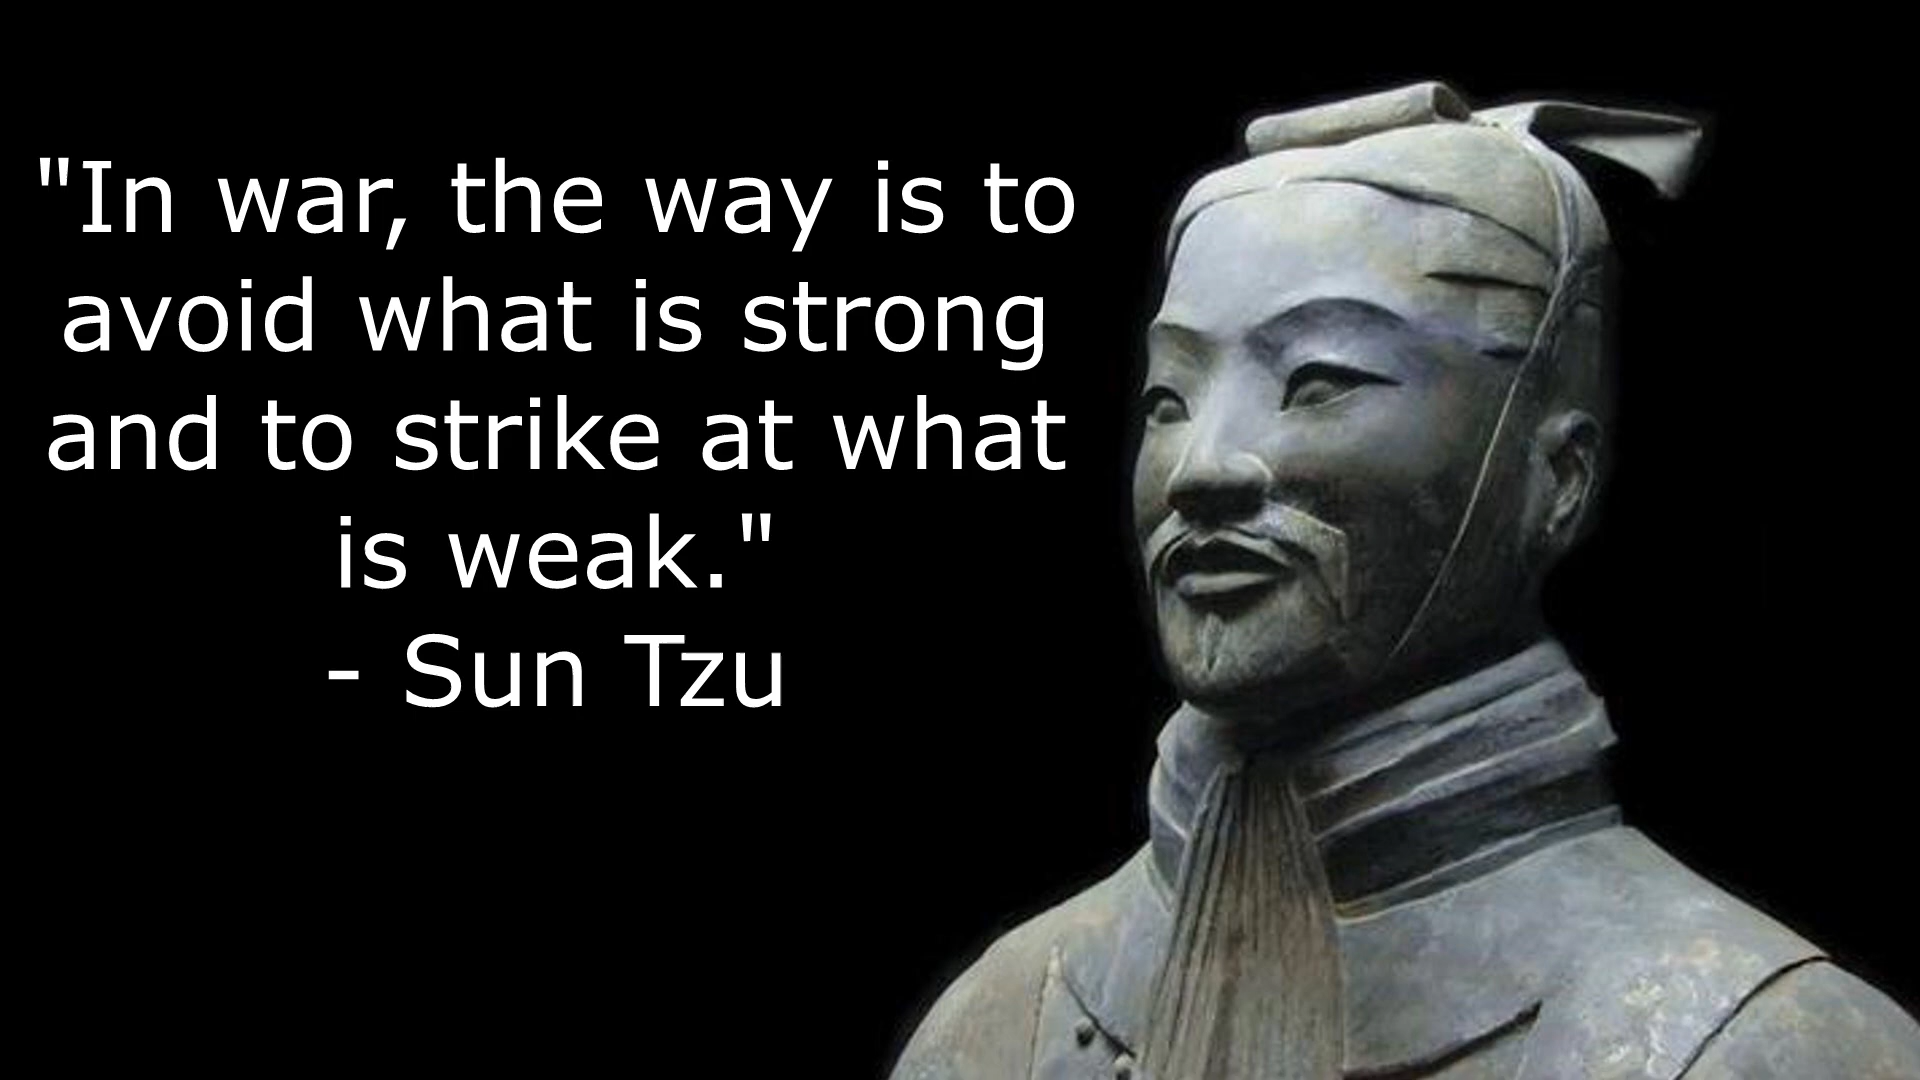 "In war, the way is to
avoid what is strong
and to strike at what
is weak."
- Sun Tzu